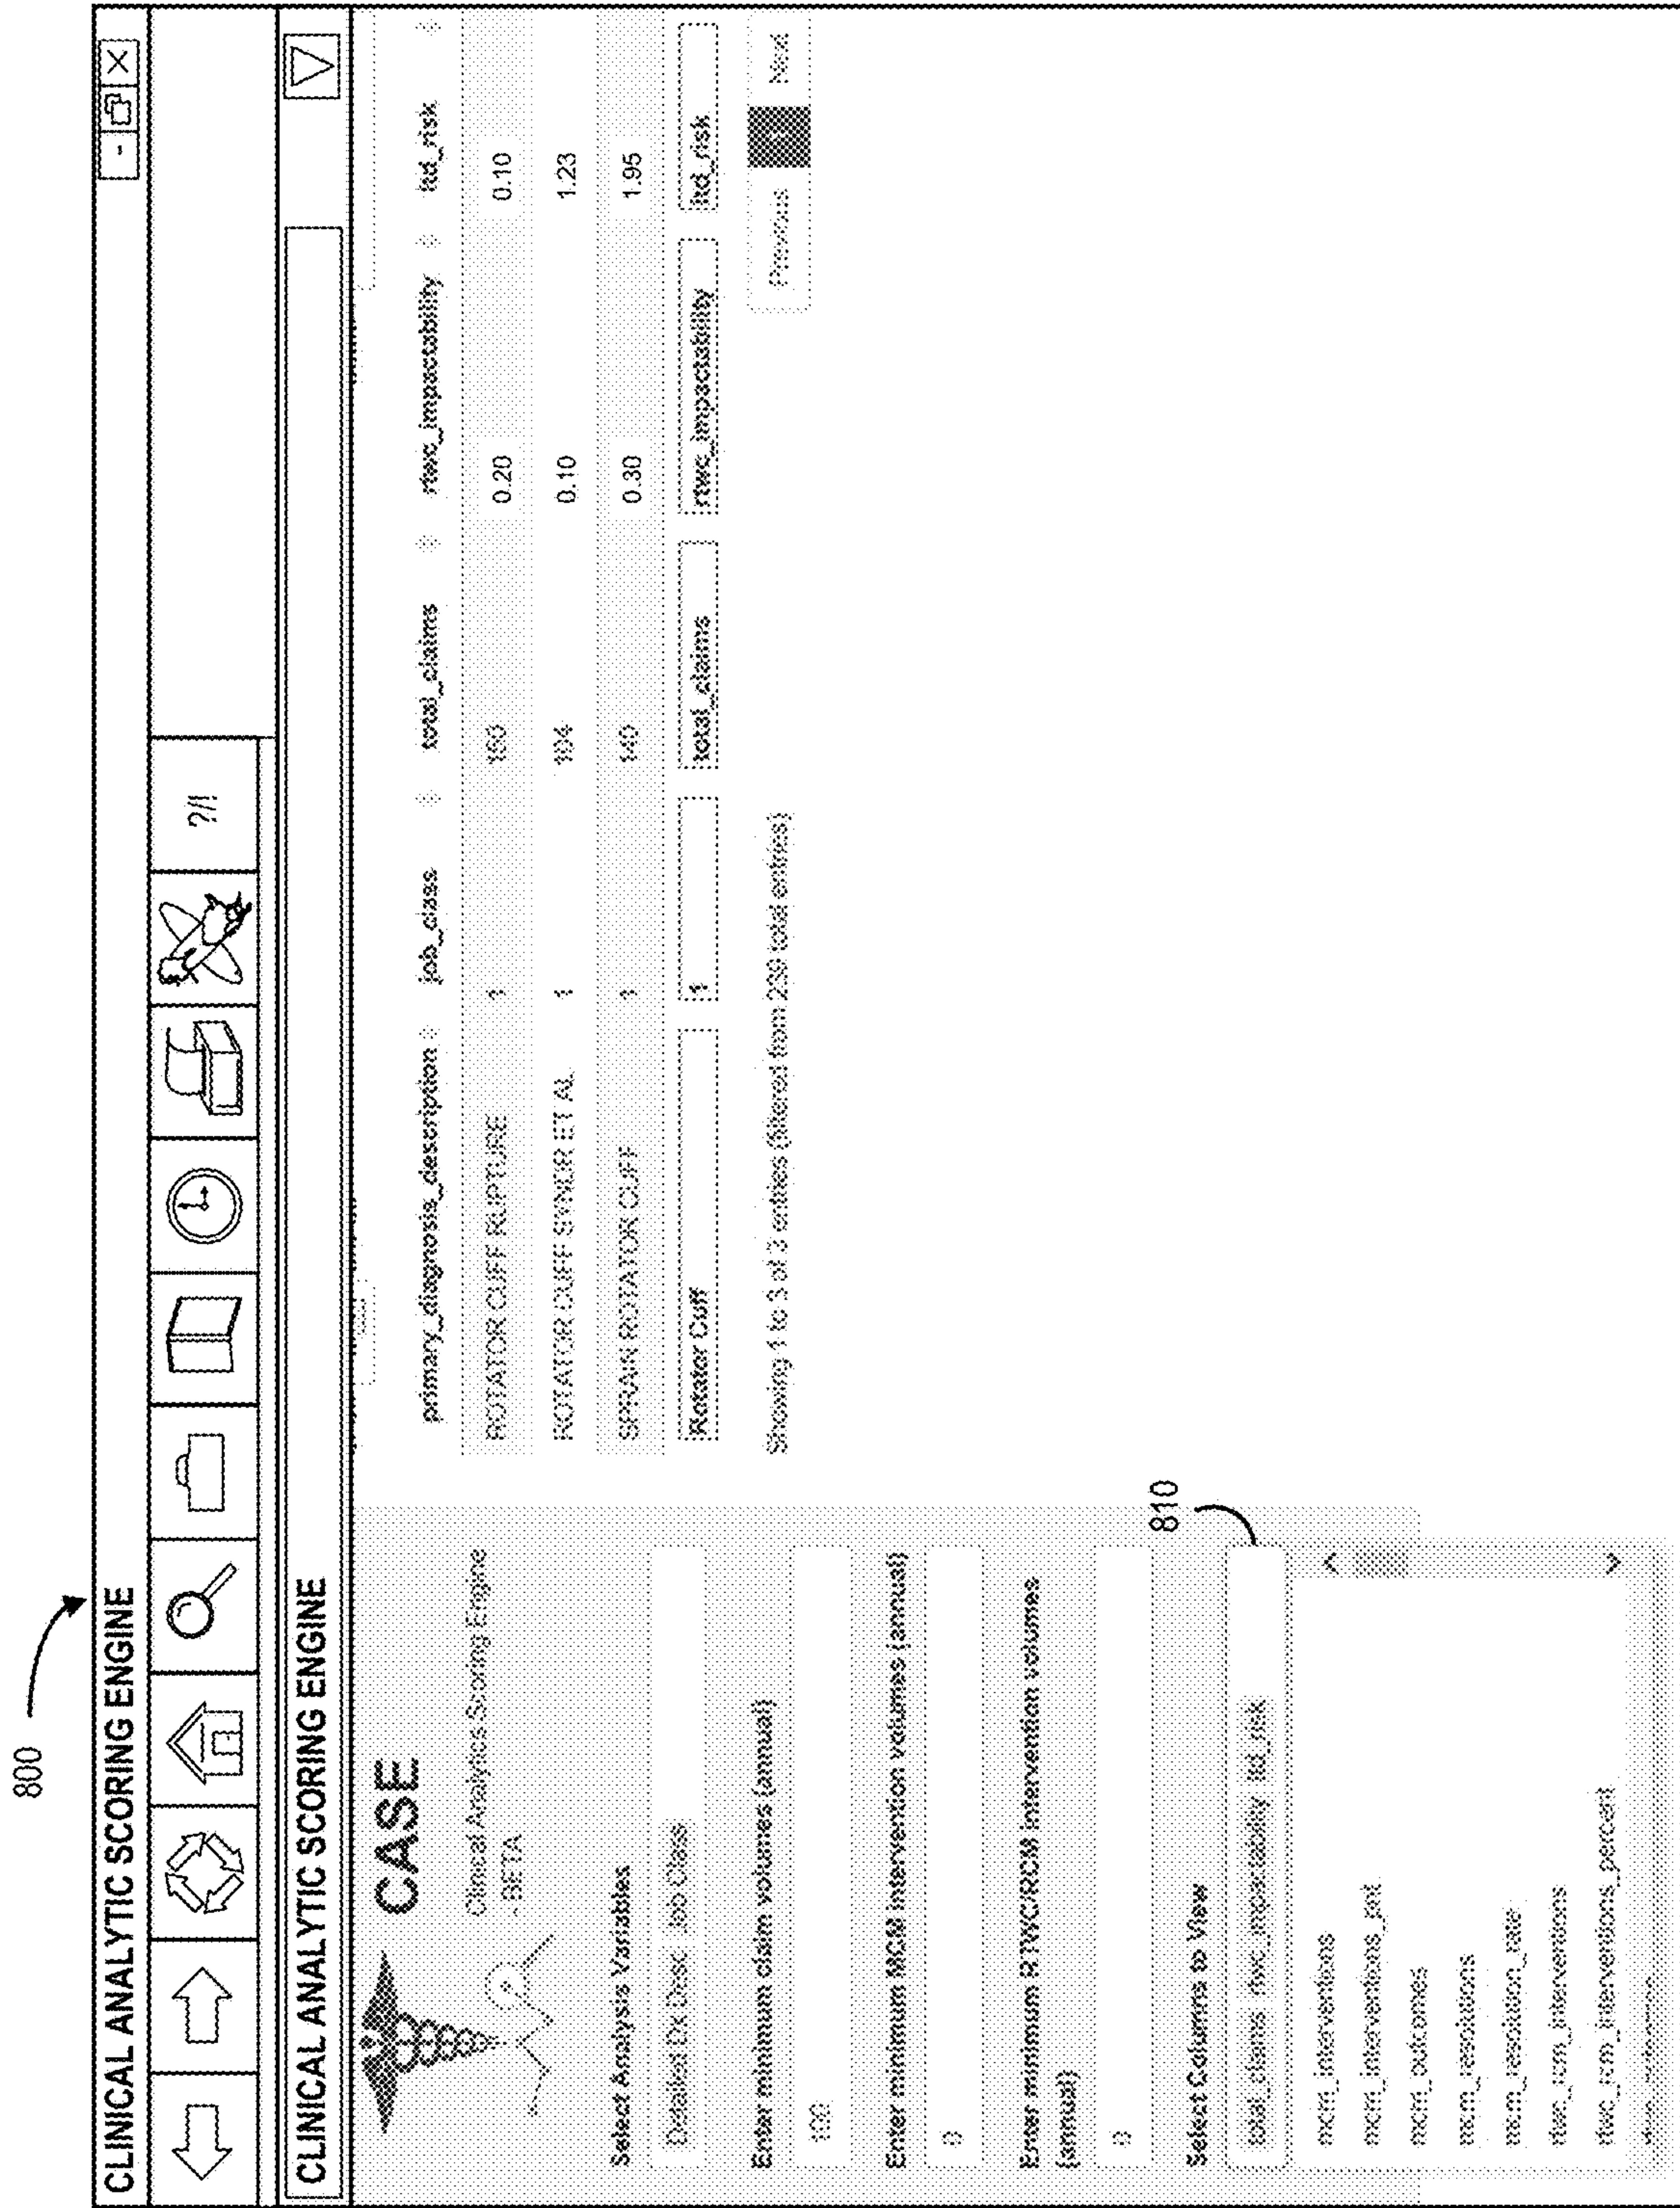 800
CLINICAL ANALYTIC SCORING ENGINE
?/!
CLINICAL ANALYTIC SCORING ENGINE
CASE
Clinical Analytics Scoring Engine
- BETA
Select Analysis Variables
Detailed Dx Desc Job Class
Enter minimum claim volumes (annual)
100
Enter minimum MCM intervention volumes (annual)
0
Enter minimum RTWC/RCM intervention volumes
(annual)
0
Select Columns to View
810
total_claims rtwc_impactability ltd_risk
mcm_interventions
mcm_interventions_pnt
mcm_outcomes
mcm_resolutions
mcm_resolution_rate
rtwc_rcm_interventions
rtwc_rcm_interventions_percent
primary_diagnosis_description job_class total_claims rtwc_impactability ltd_risk
ROTATOR CUFF RUPTURE 1 160 0.20 0.10
ROTATOR CUFF SYNDR ET AL 1 104 0.10 1.23
SPRAIN ROTATOR CUFF 1 140 0.30 1.95
Rotator Cuff 1 total_claims rtwc_impactability ltd_risk
Showing 1 to 3 of 3 entries (filtered from 239 total entries)
Previous Next